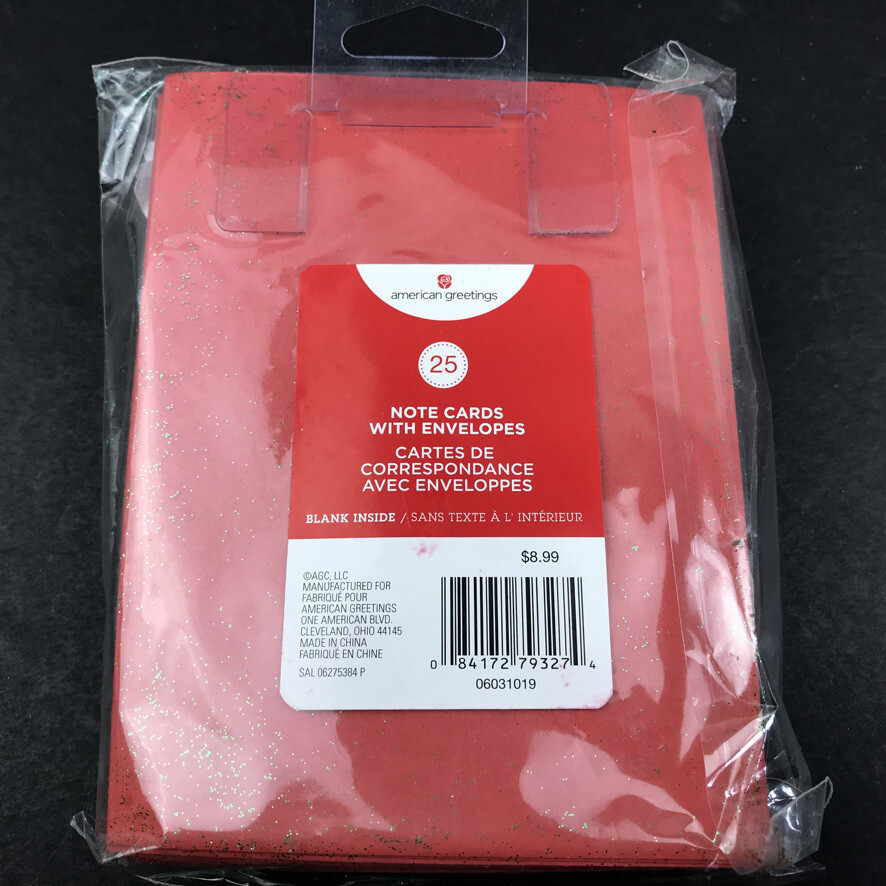 american greetings
25
NOTE CARDS
WITH ENVELOPES
CARTES DE
CORRESPONDANCE
AVEC ENVELOPPES
BLANK INSIDE / SANS TEXTE À L' INTÉRIEUR
$8.99
©AGC, LLC
MANUFACTURED FOR
FABRIQUÉ POUR
AMERICAN GREETINGS
ONE AMERICAN BLVD.
CLEVELAND, OHIO 44145
MADE IN CHINA
FABRIQUÉ EN CHINE
SAL 06275384 P
0 84172 79327 4
06031019